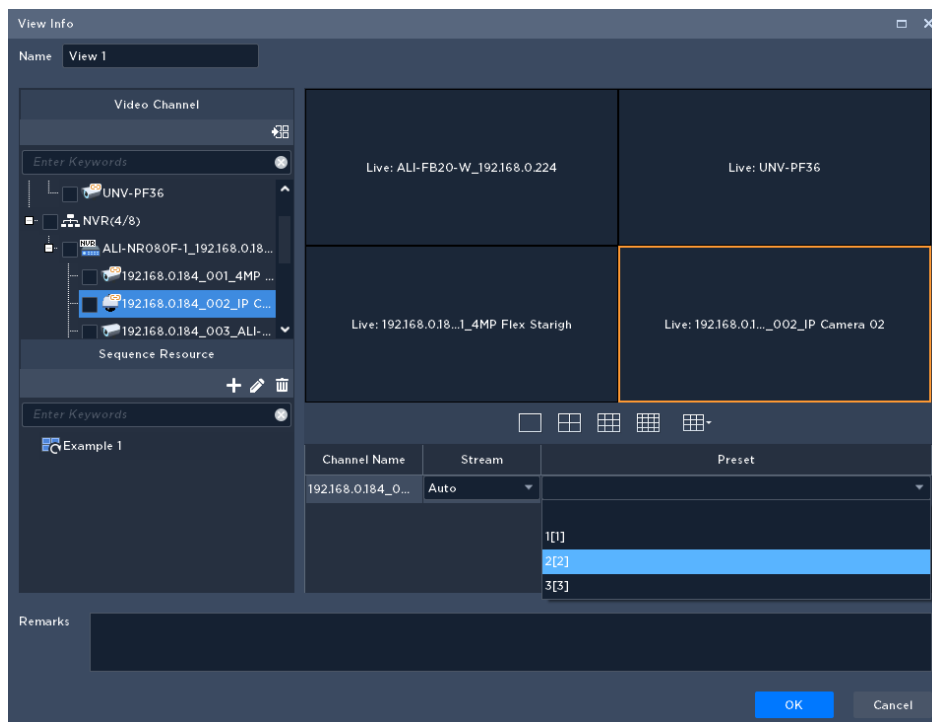 View Info
Name View 1
Video Channel
Enter Keywords
UNV-PF36
NVR(4/8)
NVR ALI-NR080F-1_192.168.0.18...
192.168.0.184_001_4MP ...
192.168.0.184_002_IP C...
192.168.0.184_003_ALI-...
Sequence Resource
Enter Keywords
Example 1
Live: ALI-FB20-W_192.168.0.224
Live: UNV-PF36
Live: 192.168.0.18...1_4MP Flex Starigh
Live: 192.168.0.1..._002_IP Camera 02
Channel Name Stream Preset
192.168.0.184_0... Auto
1[1]
2[2]
3[3]
Remarks
OK Cancel